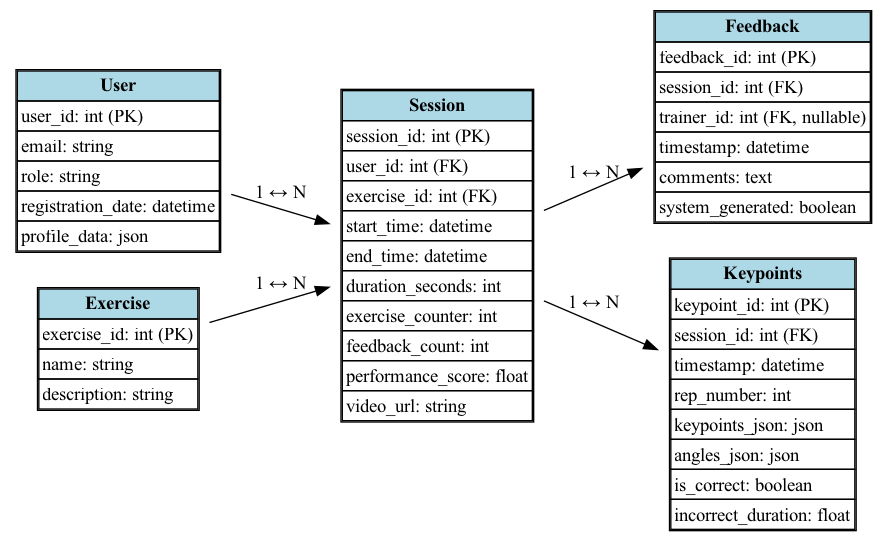 User
user_id: int (PK)
email: string
role: string
registration_date: datetime
profile_data: json
Exercise
exercise_id: int (PK)
name: string
description: string
1 ↔ N
1 ↔ N
Session
session_id: int (PK)
user_id: int (FK)
exercise_id: int (FK)
start_time: datetime
end_time: datetime
duration_seconds: int
exercise_counter: int
feedback_count: int
performance_score: float
video_url: string
1 ↔ N
1 ↔ N
Feedback
feedback_id: int (PK)
session_id: int (FK)
trainer_id: int (FK, nullable)
timestamp: datetime
comments: text
system_generated: boolean
Keypoints
keypoint_id: int (PK)
session_id: int (FK)
timestamp: datetime
rep_number: int
keypoints_json: json
angles_json: json
is_correct: boolean
incorrect_duration: float